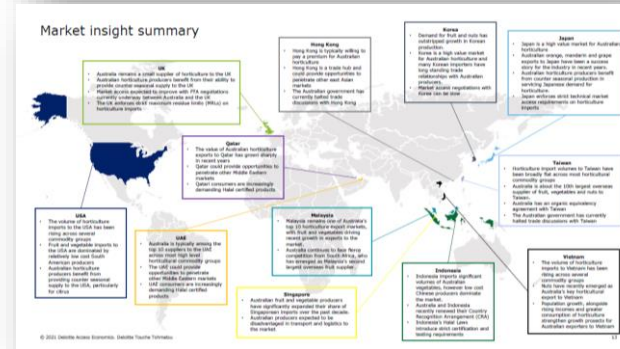 Market insight summary
UK
Australia remains a small supplier of horticulture to the UK
Australian horticulture producers benefit from their ability to
provide counter-seasonal supply to the UK
Market access predicted to improve with FTA negotiations
currently underway between Australia and the UK
The UK enforces strict maximum residue limits (MRLs) on
horticulture imports
Hong Kong
Hong Kong is typically willing to
pay a premium for Australian
horticulture
Hong Kong is a trade hub and
could provide opportunities to
penetrate other east Asian
markets
The Australian government has
currently halted trade
discussions with Hong Kong
Korea
Demand for fruit and nuts has
outstripped growth in Korean
production.
Korea is a high value market
for Australian horticulture and
many Korean importers have
long standing trade
relationships with Australian
producers.
Market access negotiations with
Korea can be slow
Japan
Japan is a high value market for Australian
horticulture.
Australian orange, mandarin and grape
exports to Japan have been a success
story for the industry in recent years.
Australian horticulture producers benefit
from counter seasonal production in
servicing Japanese demand for
horticulture.
Japan enforces strict technical market
access requirements on horticulture
imports
Qatar
The value of Australian horticulture
exports to Qatar has grown sharply
in recent years
Qatar could provide opportunities to
penetrate other Middle Eastern
markets
Qatari consumers are increasingly
demanding Halal certified products.
Taiwan
Horticulture import volumes to Taiwan have
been broadly flat across most horticultural
commodity groups
Australia is about the 10th largest overseas
supplier of fruit, vegetables and nuts to
Taiwan.
Australia has an organic equivalency
agreement with Taiwan
The Australian government has currently
halted trade discussions with Taiwan
USA
The volume of horticulture
imports to the USA has been
rising across several
commodity groups
Fruit and vegetable imports to
the USA are dominated by
relatively low cost South
American producers
Australian horticulture
producers benefit from
providing counter seasonal
supply to the USA, particularly
for citrus
UAE
Australia is typically among the
top 10 suppliers to the UAE
across most high level
horticultural commodity groups
The UAE could provide
opportunities to penetrate
other Middle Eastern markets
UAE consumers are increasingly
demanding Halal certified
products.
Malaysia
Malaysia remains one of Australia's
top 10 horticulture export markets,
with fruit and vegetables driving
recent growth in exports to the
market.
Australia continues to face fierce
competition from South Africa, who
has emerged as Malaysia's second
largest overseas fruit supplier.
Singapore
Australian fruit and vegetable producers
have significantly expanded their share of
Singaporean imports over the past decade.
Australian producers expected to be
disadvantaged in transport and logistics to
the market
Indonesia
Indonesia imports significant
volumes of Australian
vegetables, however low cost
Chinese producers dominate
the market.
Australia and Indonesia
recently renewed their Country
Recognition Arrangement (CRA)
Indonesia's Halal Laws
introduce strict certification and
testing requirements
Vietnam
The volume of horticulture
imports to Vietnam has been
rising across several
commodity groups
Nuts have recently emerged as
Australia's key horticultural
export to Vietnam
Population growth, alongside
rising incomes and greater
consumption of horticulture
strengthen growth prospects for
Australian exporters to Vietnam
© 2021 Deloitte Access Economics. Deloitte Touche Tohmatsu